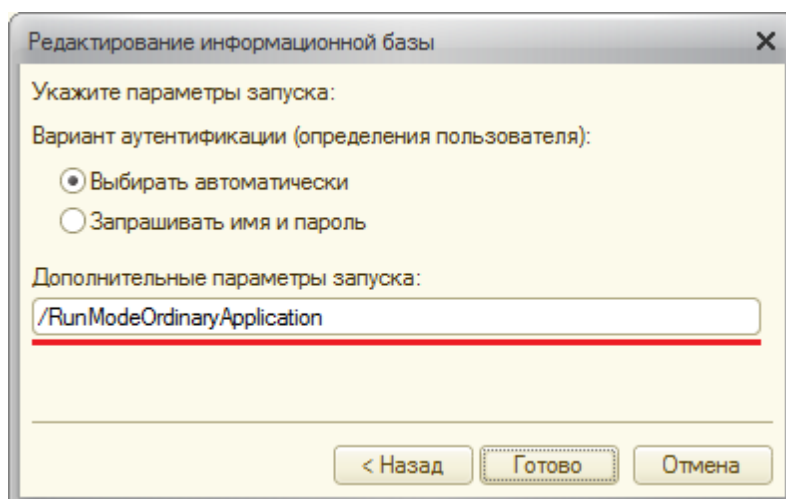 Редактирование информационной базы
Укажите параметры запуска:
Вариант аутентификации (определения пользователя):
Выбирать автоматически
Запрашивать имя и пароль
Дополнительные параметры запуска:
/RunModeOrdinaryApplication
< Назад Готово Отмена